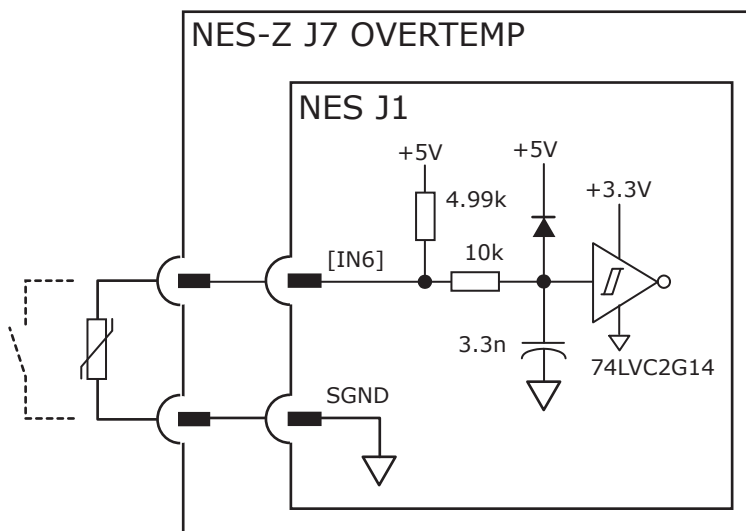 NES-Z J7 OVERTEMP
NES J1
+5V
+5V
+3.3V
4.99k
[IN6]
10k
3.3n
74LVC2G14
SGND